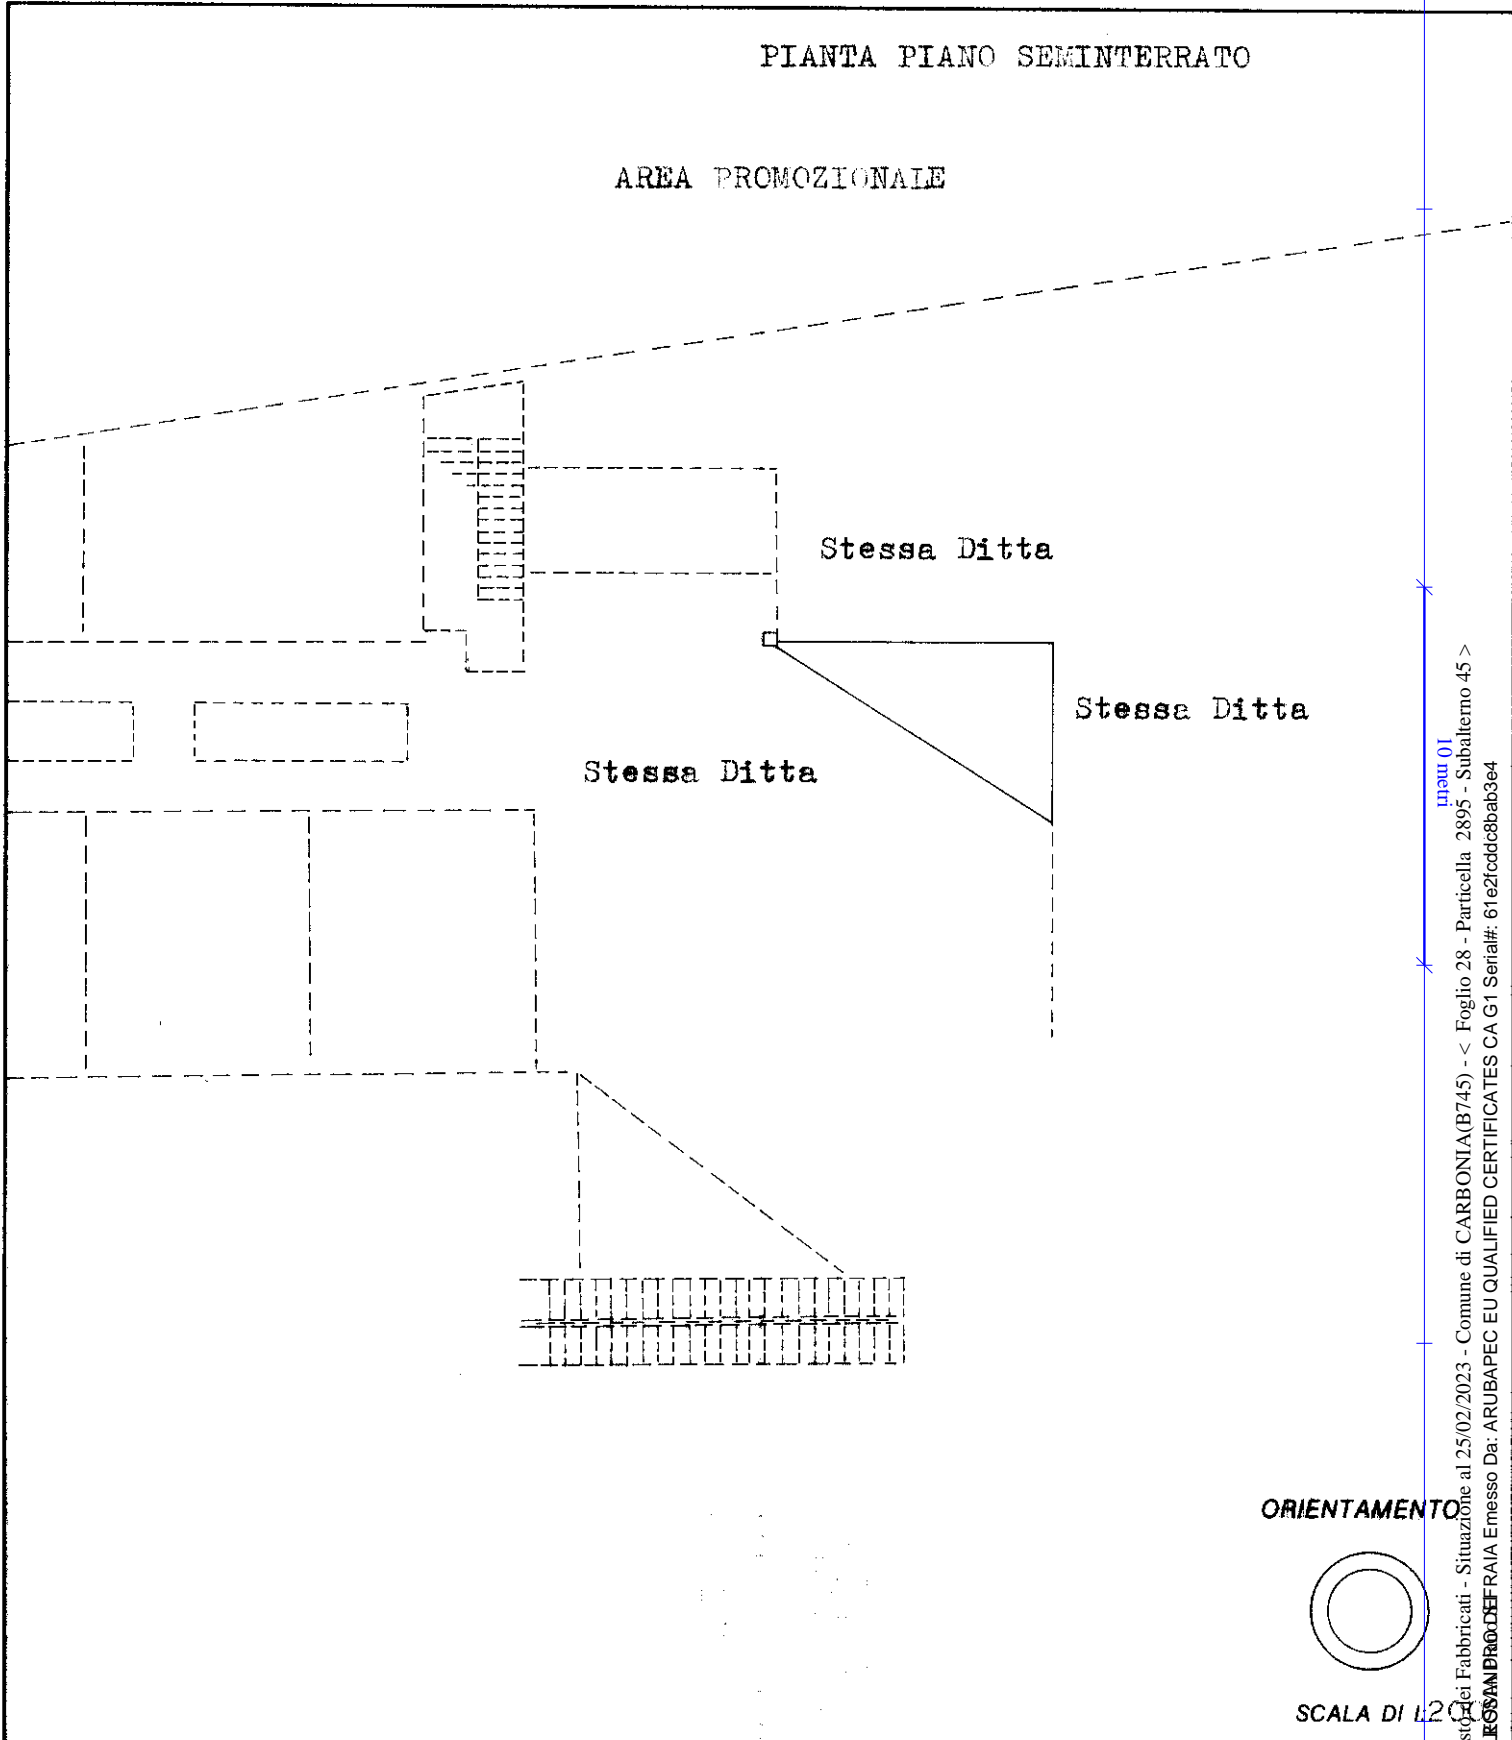 PIANTA PIANO SEMINTERRATO
AREA PROMOZIONALE
Stessa Ditta
Stessa Ditta
Stessa Ditta
10 metri
dei Fabbricati - Situazione al 25/02/2023 - Comune di CARBONIA(B745) - < Foglio 28 - Particella 2895 - Subalterno 45 >
Emesso Da: ARUBAPEC EU QUALIFIED CERTIFICATES CA G1 Serial#: 61e2fcddc8bab3e4
ORIENTAMENTO
SCALA DI 1:200